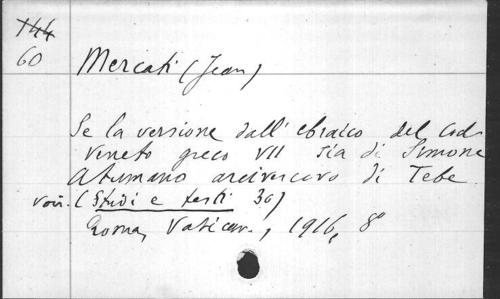 144
60
Mercati (Jean)
Se la versione dall' ebraico del Cod.
Veneto greco VII sia di Simone
Atumano arcivescovo di Tebe
voir. (Studi e testi 30)
Roma, Vatican., 1916, 8°